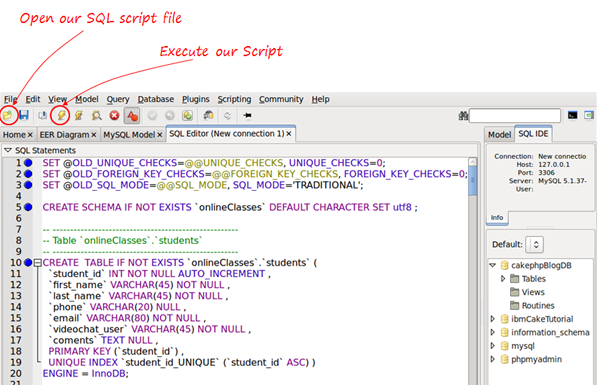 Open our SQL script file
Execute our Script
File Edit View Model Query Database Plugins Scripting Community Help
Home × EER Diagram × MySQL Model × SQL Editor (New connection 1) ×
Model SQL IDE
SQL Statements
1 SET @OLD_UNIQUE_CHECKS=@@UNIQUE_CHECKS, UNIQUE_CHECKS=0;
2 SET @OLD_FOREIGN_KEY_CHECKS=@@FOREIGN_KEY_CHECKS, FOREIGN_KEY_CHECKS=0;
3 SET @OLD_SQL_MODE=@@SQL_MODE, SQL_MODE='TRADITIONAL';
4
5 CREATE SCHEMA IF NOT EXISTS `onlineClasses` DEFAULT CHARACTER SET utf8 ;
6
7 -- -----------------------------------------------------
8 -- Table `onlineClasses`.`students`
9 -- -----------------------------------------------------
10 CREATE  TABLE IF NOT EXISTS `onlineClasses`.`students` (
11 `student_id` INT NOT NULL AUTO_INCREMENT ,
12 `first_name` VARCHAR(45) NOT NULL ,
13 `last_name` VARCHAR(45) NOT NULL ,
14 `phone` VARCHAR(20) NULL ,
15 `email` VARCHAR(80) NOT NULL ,
16 `videochat_user` VARCHAR(45) NOT NULL ,
17 `coments` TEXT NULL ,
18 PRIMARY KEY (`student_id`) ,
19 UNIQUE INDEX `student_id_UNIQUE` (`student_id` ASC) )
20 ENGINE = InnoDB;
Connection: New connectio
Host: 127.0.0.1
Port: 3306
Server: MySQL 5.1.37-
User:
Info
Default:
cakephpBlogDB
Tables
Views
Routines
ibmCakeTutorial
information_schema
mysql
phpmyadmin